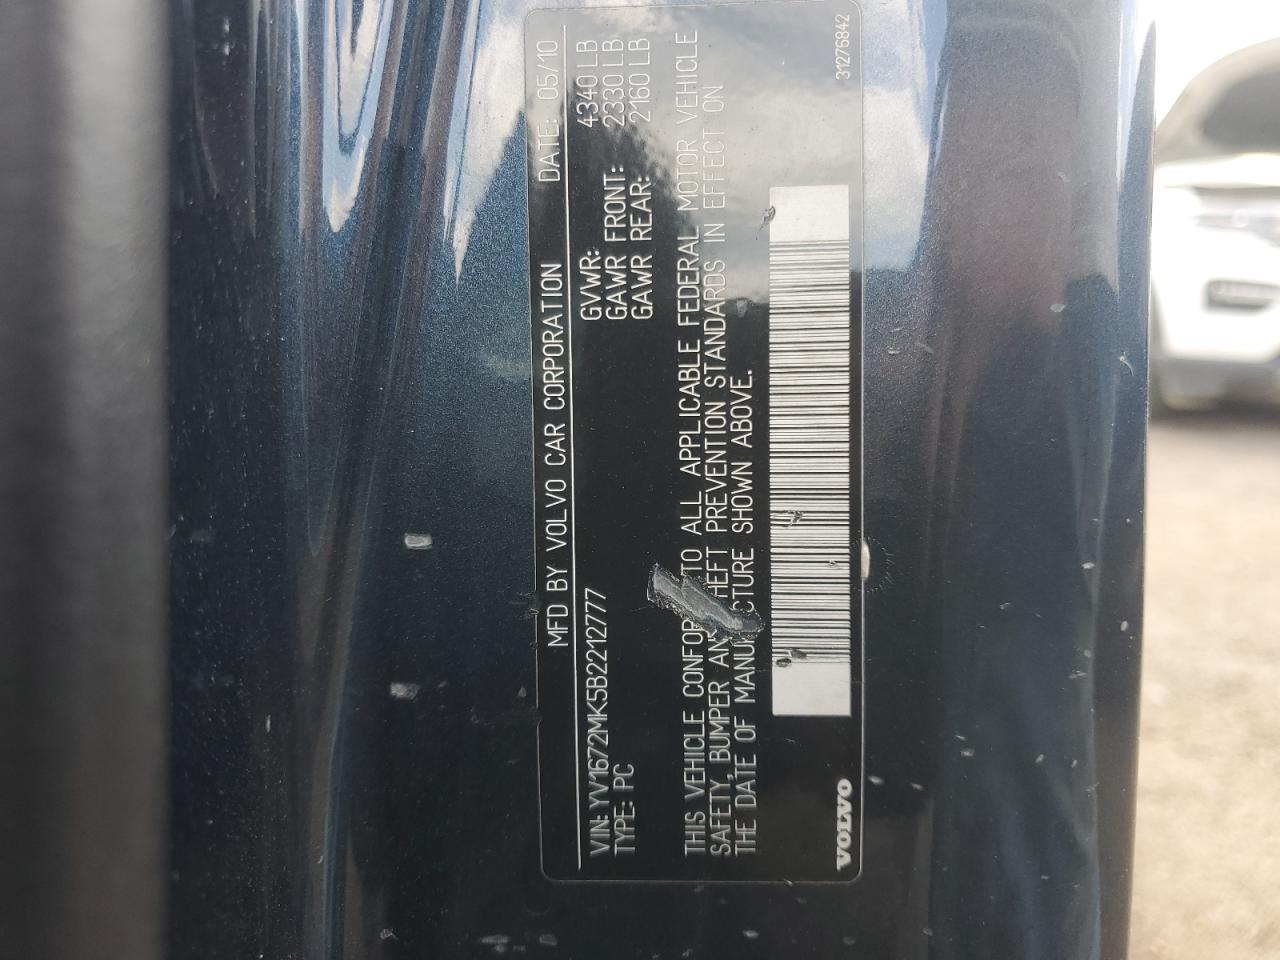 MFD BY VOLVO CAR CORPORATION DATE: 05/10
VIN: YV1672MK5B2212777 GVWR: 4340 LB
TYPE: PC GAWR FRONT: 2330 LB
GAWR REAR: 2160 LB
THIS VEHICLE CONFOR TO ALL APPLICABLE FEDERAL MOTOR VEHICLE
SAFETY, BUMPER AN HEFT PREVENTION STANDARDS IN EFFECT ON
THE DATE OF MANU CTURE SHOWN ABOVE.
VOLVO 31276842